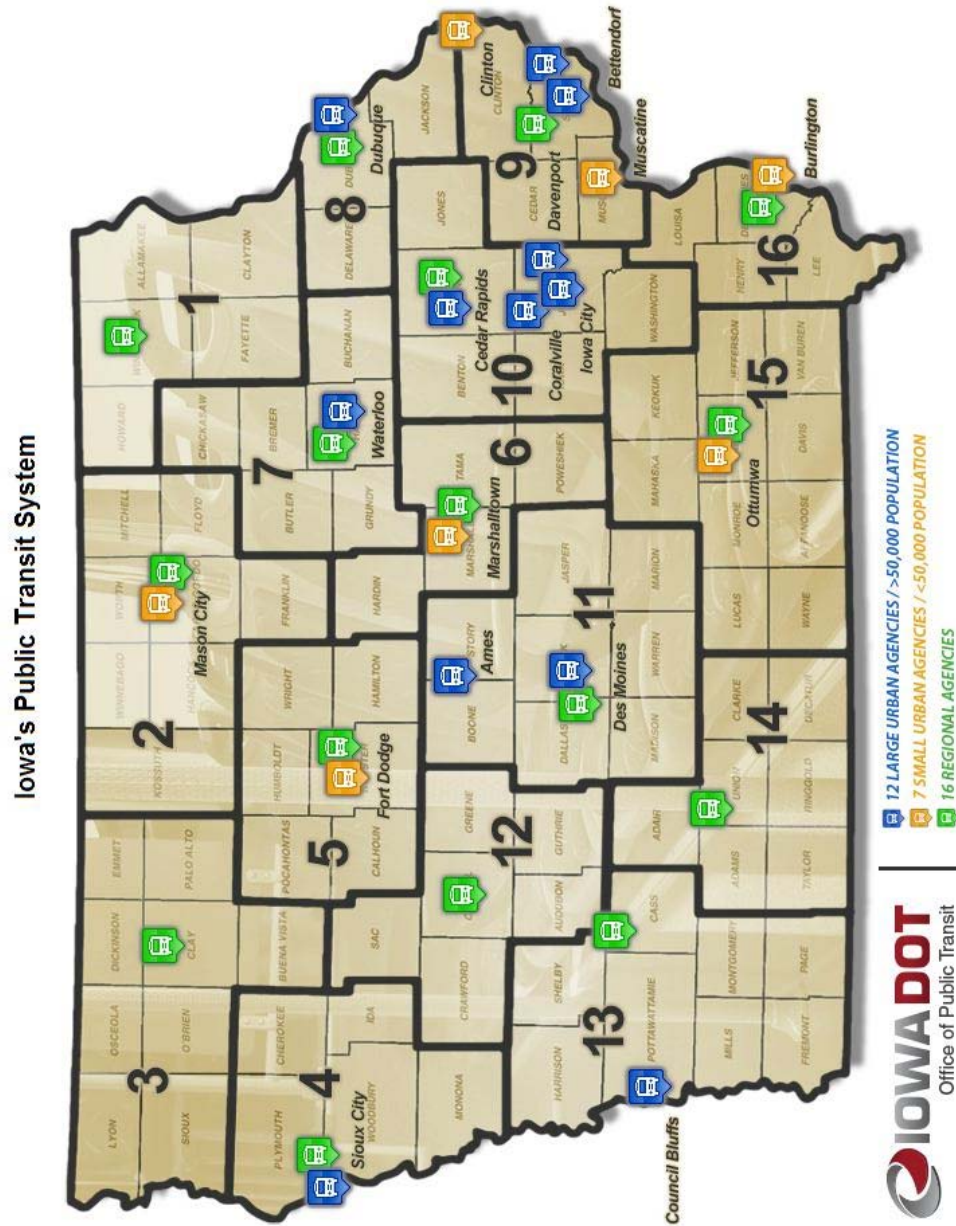 Iowa's Public Transit System
LYON
OSCEOLA
DICKINSON
EMMET
WINNEBAGO
WORTH
MITCHELL
HOWARD
ALLAMAKEE
3
2
1
SIOUX
O'BRIEN
CLAY
PALO ALTO
KOSSUTH
Mason City
FLOYD
CHICKASAW
FAYETTE
CLAYTON
PLYMOUTH
CHEROKEE
BUENA VISTA
POCAHONTAS
HUMBOLDT
WRIGHT
FRANKLIN
BUTLER
BREMER
7
4
5
Sioux City
WOODBURY
IDA
SAC
CALHOUN
Fort Dodge
HAMILTON
HARDIN
GRUNDY
Waterloo
BUCHANAN
DELAWARE
8
Dubuque
JACKSON
MONONA
CRAWFORD
12
GREENE
BOONE
STORY
Ames
Marshalltown
TAMA
6
BENTON
Cedar Rapids
10
JONES
Clinton
CLINTON
9
CEDAR
Davenport
Bettendorf
HARRISON
SHELBY
AUDUBON
GUTHRIE
DALLAS
JASPER
POWESHIEK
Coralville
Iowa City
Muscatine
13
11
Des Moines
Council Bluffs
POTTAWATTAMIE
CASS
ADAIR
MADISON
WARREN
MARION
MAHASKA
KEOKUK
WASHINGTON
LOUISA
MILLS
MONTGOMERY
ADAMS
UNION
CLARKE
LUCAS
MONROE
Ottumwa
JEFFERSON
HENRY
16
Burlington
14
15
FREMONT
PAGE
TAYLOR
RINGGOLD
DECATUR
WAYNE
APPANOOSE
DAVIS
VAN BUREN
LEE
IOWADOT
Office of Public Transit
12 LARGE URBAN AGENCIES / >50,000 POPULATION
7 SMALL URBAN AGENCIES / <50,000 POPULATION
16 REGIONAL AGENCIES